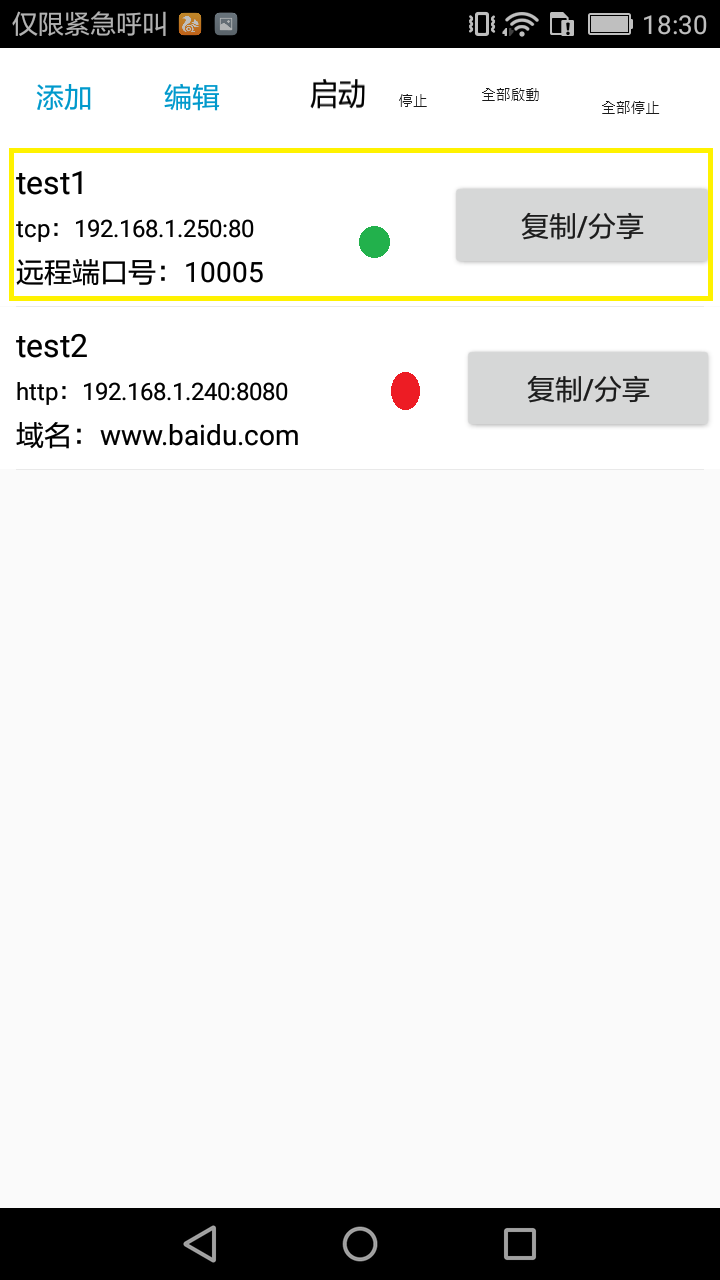 仅限紧急呼叫 18:30
添加 编辑 启动 停止 全部啟動 全部停止
test1
tcp：192.168.1.250:80
远程端口号：10005
复制/分享
test2
http：192.168.1.240:8080
域名：www.baidu.com
复制/分享